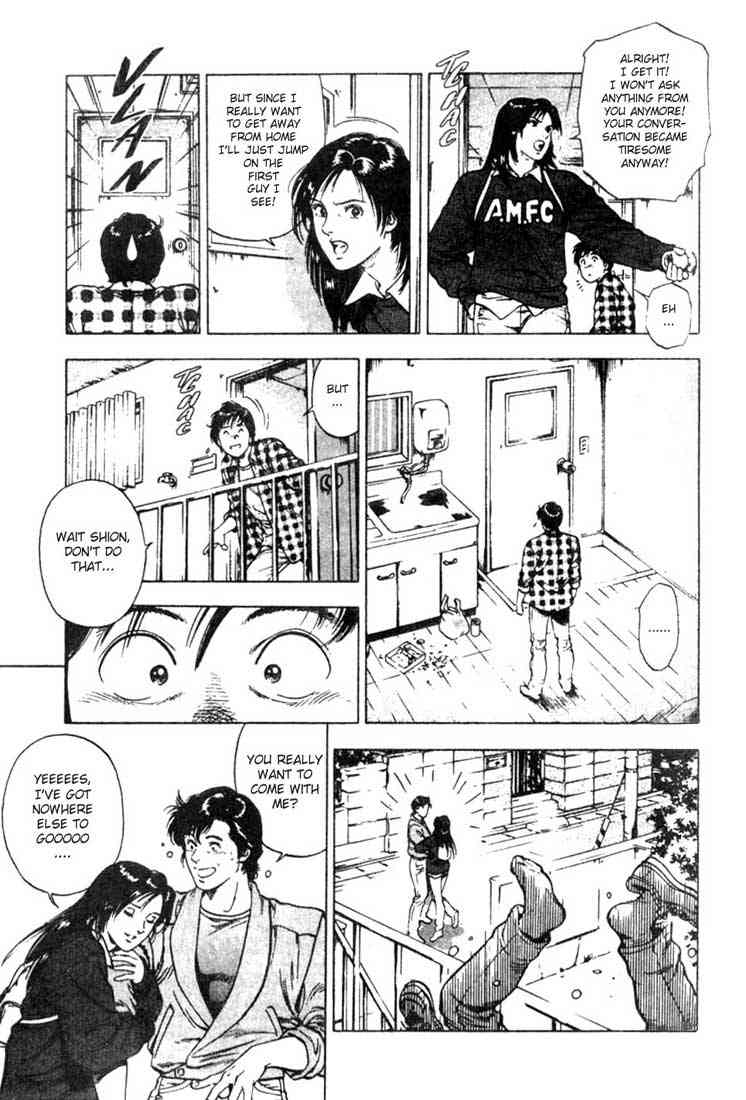 ALRIGHT!
I GET IT!
I WON'T ASK
ANYTHING FROM
YOU ANYMORE!
YOUR CONVER-
SATION BECAME
TIRESOME
ANYWAY!
TCHAC
A.M.F.C
EH
...
BUT SINCE I
REALLY WANT
TO GET AWAY
FROM HOME
I'LL JUST JUMP
ON THE
FIRST
GUY I
SEE!
VLAN
......
BUT
...
TCHAC
WAIT SHION,
DON'T DO
THAT...
YOU REALLY
WANT TO
COME WITH
ME?
YEEEEES,
I'VE GOT
NOWHERE
ELSE TO
GOOOOO
....